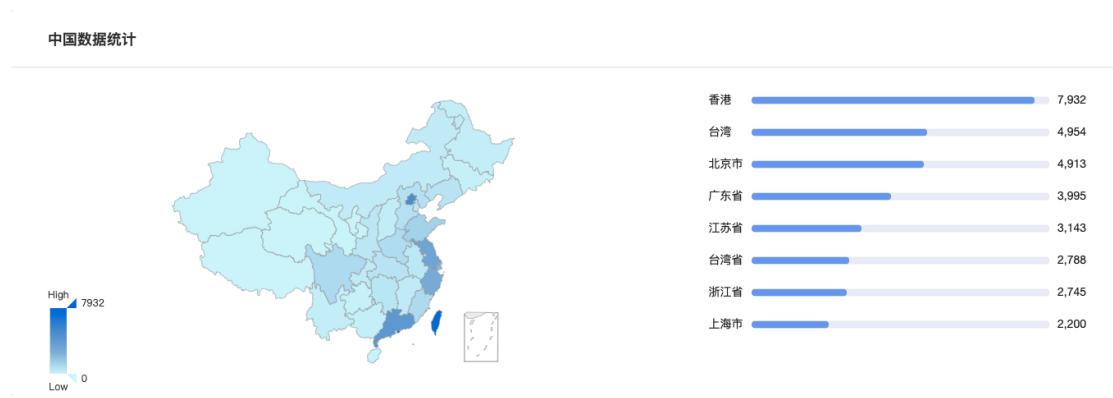 中国数据统计
High
7932
0
Low
香港 7,932
台湾 4,954
北京市 4,913
广东省 3,995
江苏省 3,143
台湾省 2,788
浙江省 2,745
上海市 2,200